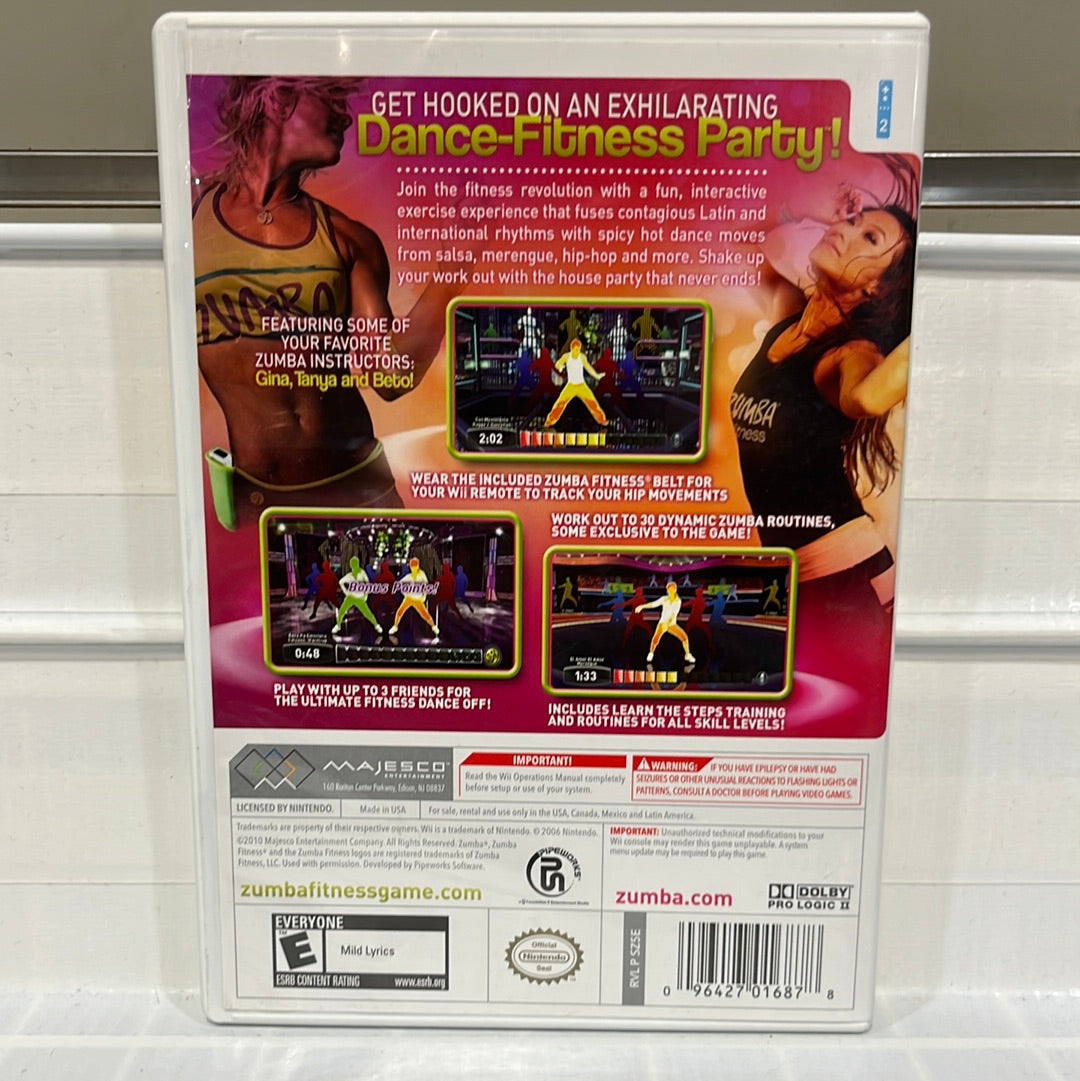 GET HOOKED ON AN EXHILARATING
Dance-Fitness Party!
2
Join the fitness revolution with a fun, interactive
exercise experience that fuses contagious Latin and
international rhythms with spicy hot dance moves
from salsa, merengue, hip-hop and more. Shake up
your work out with the house party that never ends!
ZUMBA
FEATURING SOME OF
YOUR FAVORITE
ZUMBA INSTRUCTORS:
Gina, Tanya and Beto!
ZUMBA
fitness
2:02
WEAR THE INCLUDED ZUMBA FITNESS® BELT FOR
YOUR Wii REMOTE TO TRACK YOUR HIP MOVEMENTS
WORK OUT TO 30 DYNAMIC ZUMBA ROUTINES,
SOME EXCLUSIVE TO THE GAME!
Bonus Points!
0:48
1:33
PLAY WITH UP TO 3 FRIENDS FOR
THE ULTIMATE FITNESS DANCE OFF!
INCLUDES LEARN THE STEPS TRAINING
AND ROUTINES FOR ALL SKILL LEVELS!
MAJESCO
ENTERTAINMENT
160 Raritan Center Parkway, Edison, NJ 08837
IMPORTANT!
Read the Wii Operations Manual completely
before setup or use of your system.
WARNING: IF YOU HAVE EPILEPSY OR HAVE HAD
SEIZURES OR OTHER UNUSUAL REACTIONS TO FLASHING LIGHTS OR
PATTERNS, CONSULT A DOCTOR BEFORE PLAYING VIDEO GAMES.
LICENSED BY NINTENDO. Made in USA For sale, rental and use only in the USA, Canada, Mexico and Latin America.
Trademarks are property of their respective owners. Wii is a trademark of Nintendo. © 2006 Nintendo.
©2010 Majesco Entertainment Company. All Rights Reserved. Zumba®, Zumba
Fitness® and the Zumba Fitness logos are registered trademarks of Zumba
Fitness, LLC. Used with permission. Developed by Pipeworks Software.
PIPEWORKS
IMPORTANT: Unauthorized technical modifications to your
Wii console may render this game unplayable. A system
menu update may be required to play this game.
zumbafitnessgame.com
zumba.com
DOLBY
PRO LOGIC II
EVERYONE
E
Mild Lyrics
ESRB CONTENT RATING www.esrb.org
Official
Nintendo
Seal
RVL P SZ5E
0 96427 01687 8